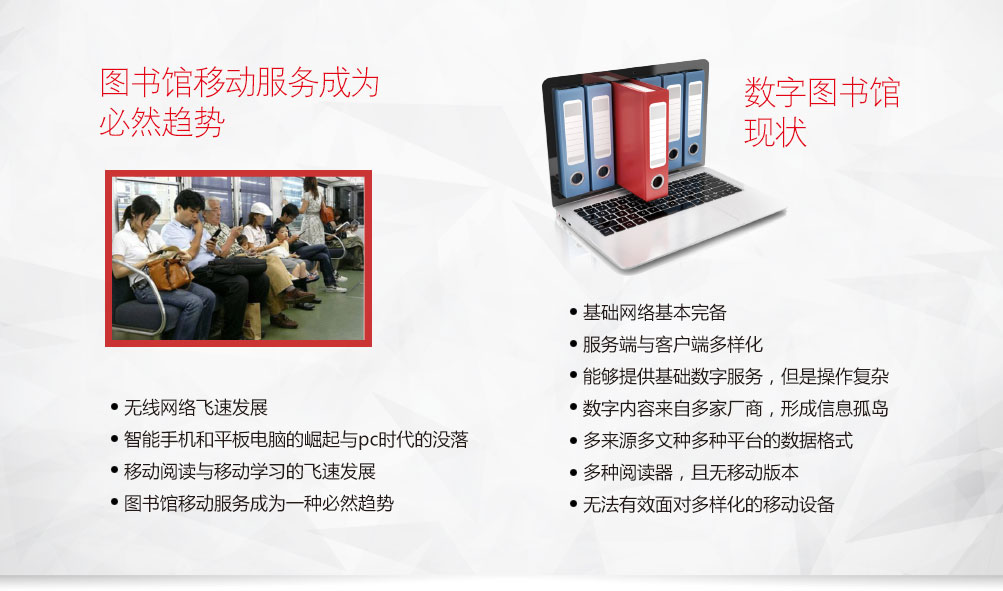 图书馆移动服务成为
必然趋势
• 无线网络飞速发展
• 智能手机和平板电脑的崛起与pc时代的没落
• 移动阅读与移动学习的飞速发展
• 图书馆移动服务成为一种必然趋势
数字图书馆
现状
• 基础网络基本完备
• 服务端与客户端多样化
• 能够提供基础数字服务，但是操作复杂
• 数字内容来自多家厂商，形成信息孤岛
• 多来源多文种多种平台的数据格式
• 多种阅读器，且无移动版本
• 无法有效面对多样化的移动设备